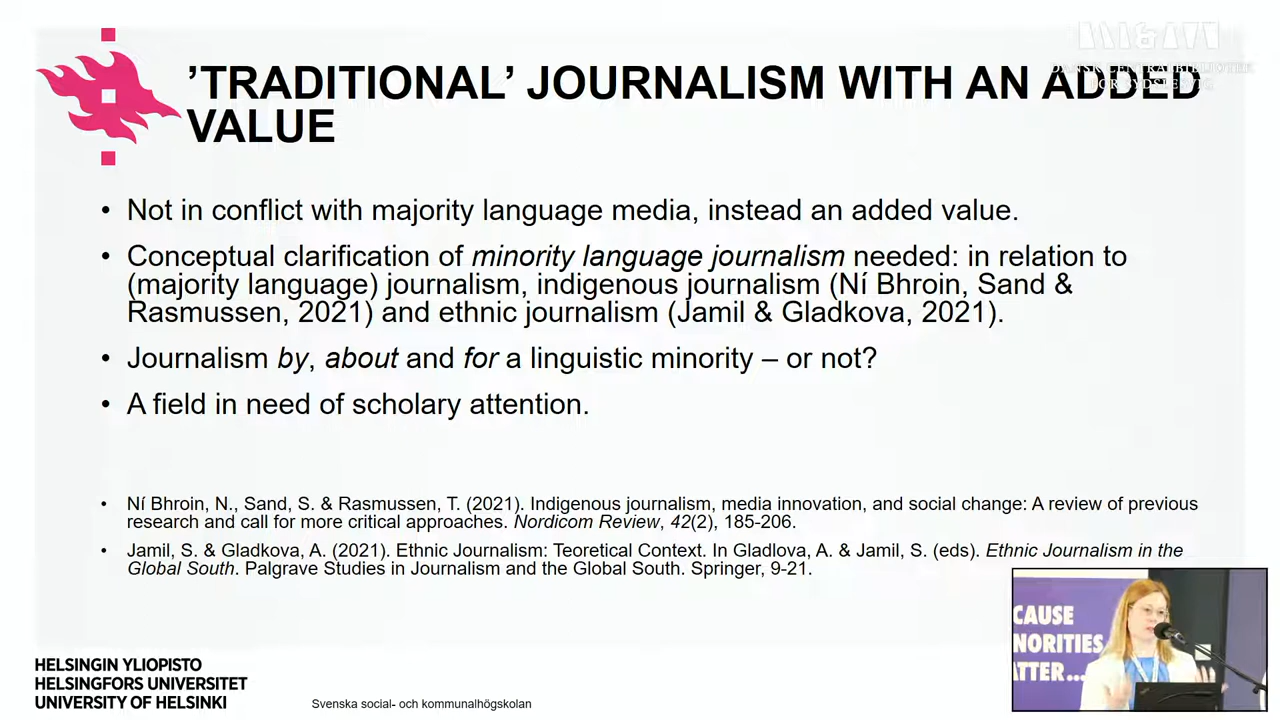 ’TRADITIONAL’ JOURNALISM WITH AN ADDED
VALUE
DANSK CENTRALBIBLIOTEK
FOR SYDSLESVIG
• Not in conflict with majority language media, instead an added value.
• Conceptual clarification of minority language journalism needed: in relation to
(majority language) journalism, indigenous journalism (Ní Bhroin, Sand &
Rasmussen, 2021) and ethnic journalism (Jamil & Gladkova, 2021).
• Journalism by, about and for a linguistic minority – or not?
• A field in need of scholary attention.
• Ní Bhroin, N., Sand, S. & Rasmussen, T. (2021). Indigenous journalism, media innovation, and social change: A review of previous
research and call for more critical approaches. Nordicom Review, 42(2), 185-206.
• Jamil, S. & Gladkova, A. (2021). Ethnic Journalism: Teoretical Context. In Gladlova, A. & Jamil, S. (eds). Ethnic Journalism in the
Global South. Palgrave Studies in Journalism and the Global South. Springer, 9-21.
CAUSE
NORITIES
ATTER...
HELSINGIN YLIOPISTO
HELSINGFORS UNIVERSITET
UNIVERSITY OF HELSINKI
Svenska social- och kommunalhögskolan